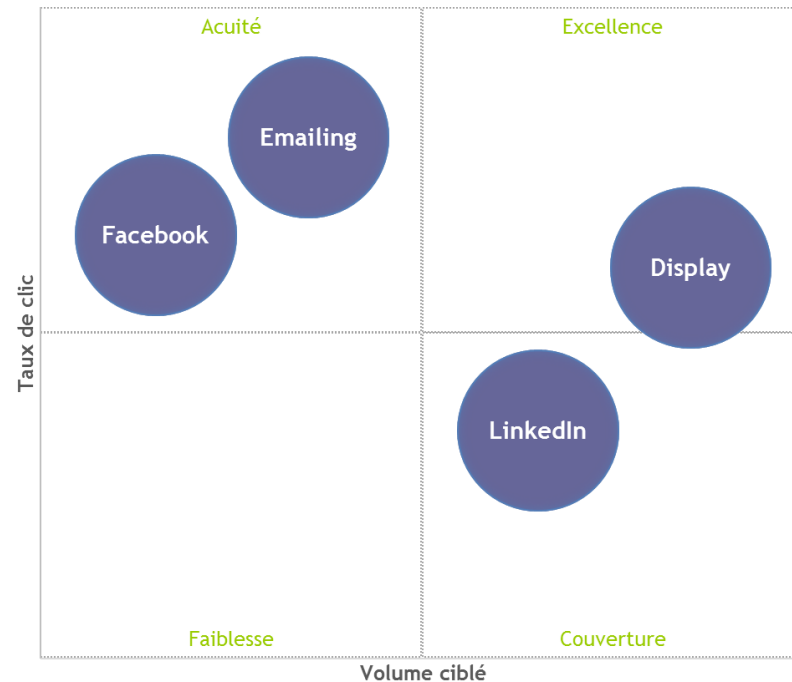 Acuité
Excellence
Emailing
Facebook
Display
Taux de clic
LinkedIn
Faiblesse
Couverture
Volume ciblé